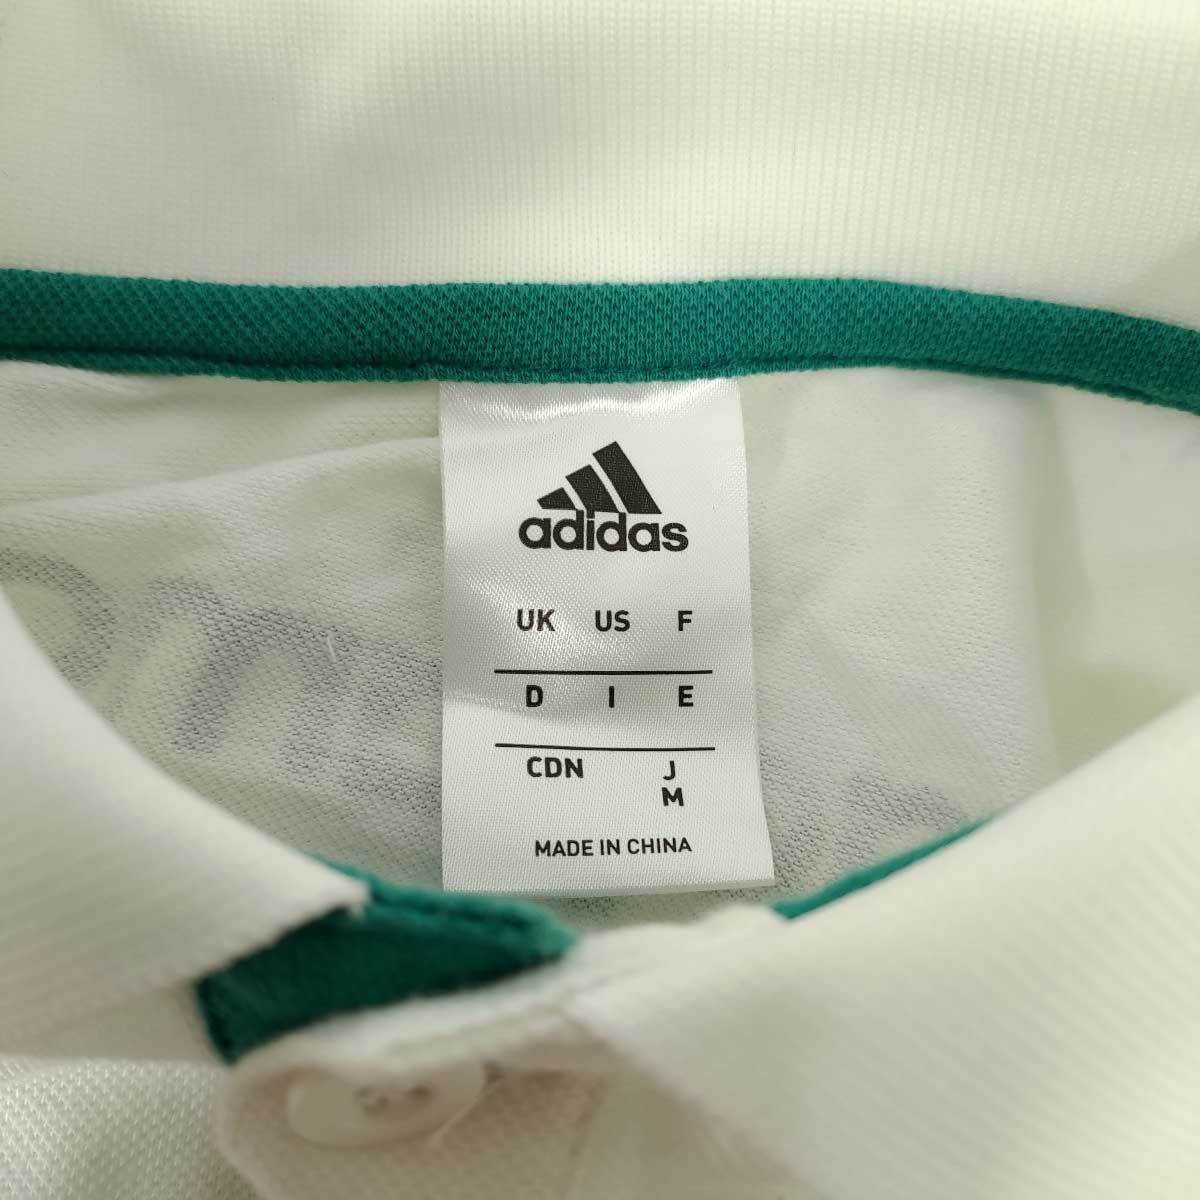 adidas
UK US F
D I E
CDN J
M
MADE IN CHINA